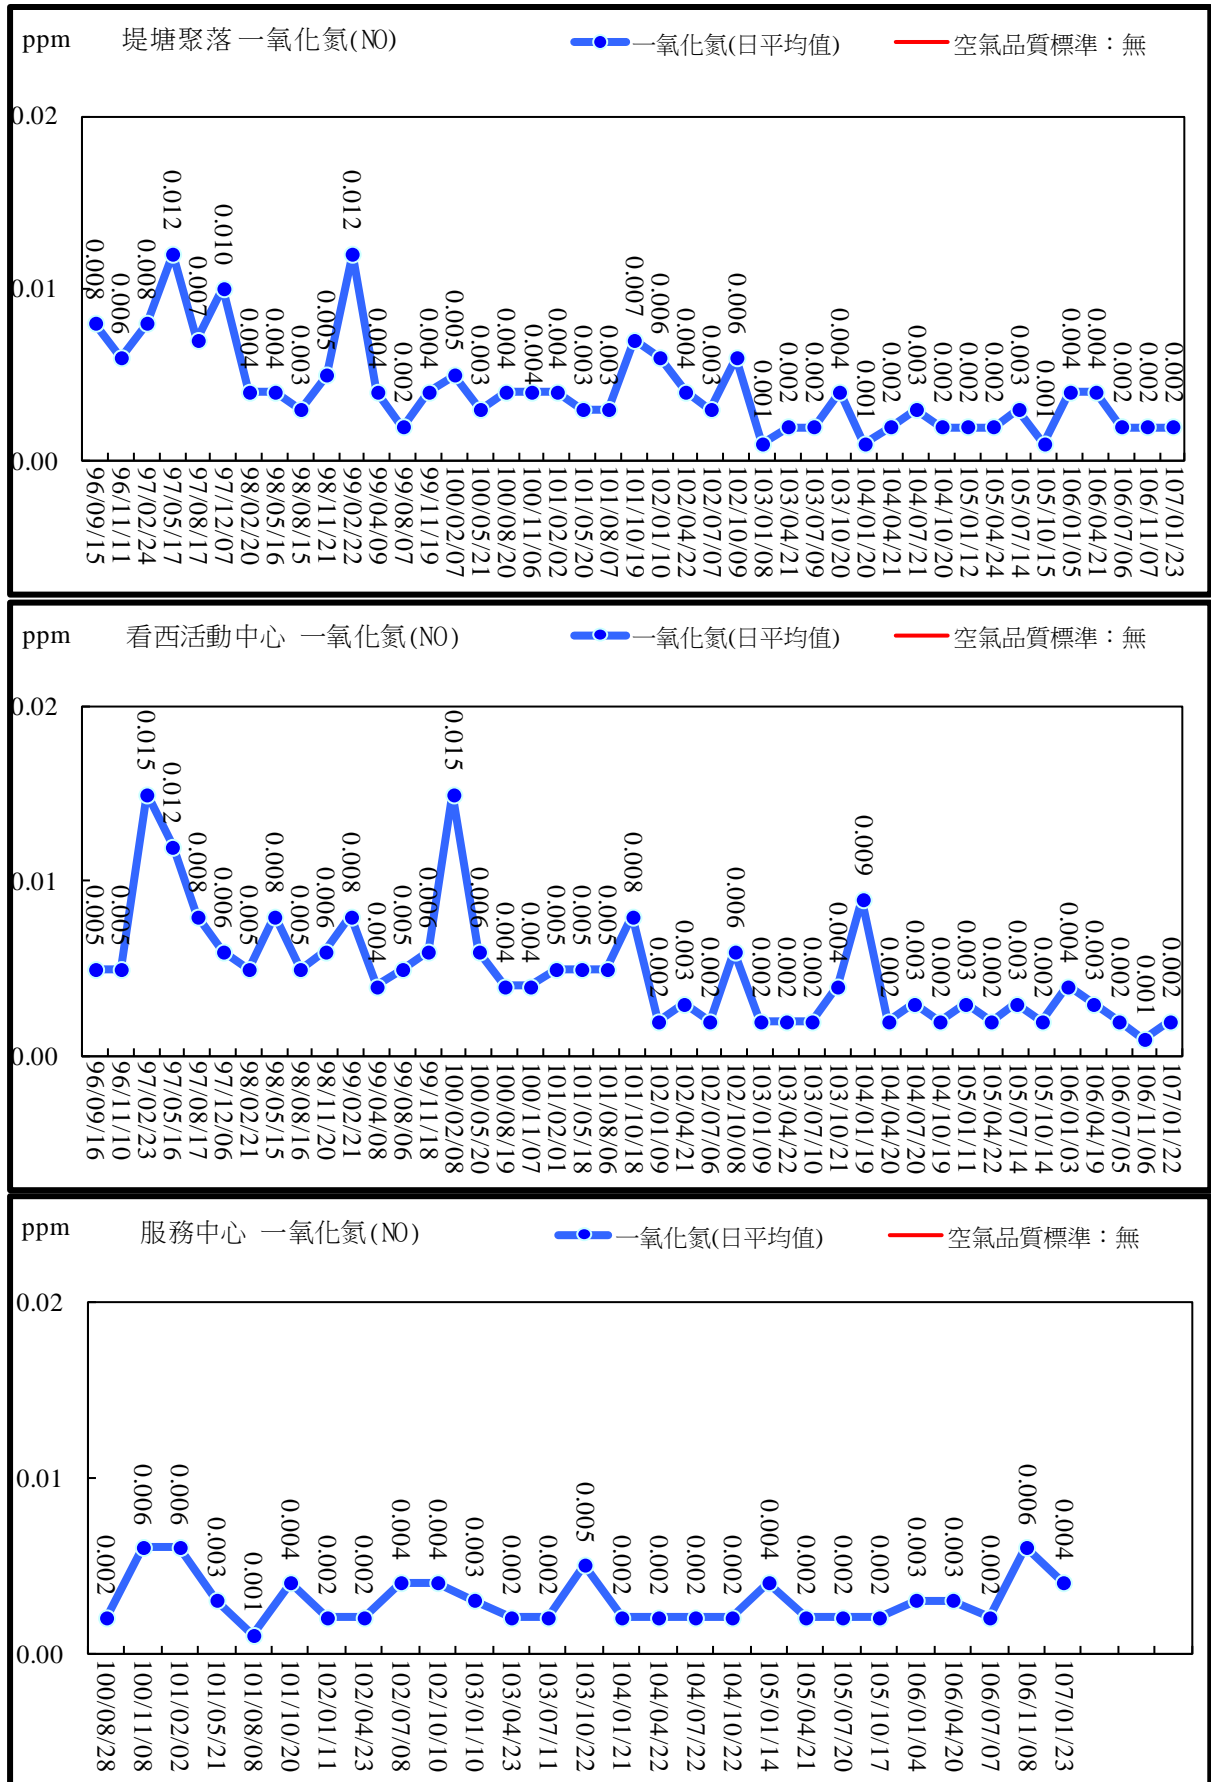 ppm 堤塘聚落 一氧化氮(NO) 一氧化氮(日平均值) 空氣品質標準：無
0.02
0.01
0.00
0.008 0.006 0.008 0.012 0.007 0.010 0.004 0.004 0.003 0.005 0.012 0.004 0.002 0.004 0.005 0.003 0.004 0.004 0.004 0.003 0.003 0.007 0.006 0.004 0.003 0.006 0.001 0.002 0.002 0.004 0.001 0.002 0.003 0.002 0.002 0.002 0.003 0.001 0.004 0.004 0.002 0.002 0.002
96/09/15 96/11/11 97/02/24 97/05/17 97/08/17 97/12/07 98/02/20 98/05/16 98/08/15 98/11/21 99/02/22 99/04/09 99/08/07 99/11/19 100/02/07 100/05/21 100/08/20 100/11/06 101/02/02 101/05/20 101/08/07 101/10/19 102/01/10 102/04/22 102/07/07 102/10/09 103/01/08 103/04/21 103/07/09 103/10/20 104/01/20 104/04/21 104/07/21 104/10/20 105/01/12 105/04/24 105/07/14 105/10/15 106/01/05 106/04/21 106/07/06 106/11/07 107/01/23
ppm 看西活動中心 一氧化氮(NO) 一氧化氮(日平均值) 空氣品質標準：無
0.02
0.01
0.00
0.005 0.005 0.015 0.012 0.008 0.006 0.005 0.008 0.005 0.006 0.008 0.004 0.005 0.006 0.015 0.006 0.004 0.004 0.005 0.005 0.005 0.008 0.002 0.003 0.002 0.006 0.002 0.002 0.002 0.004 0.009 0.002 0.003 0.002 0.003 0.002 0.003 0.002 0.004 0.003 0.002 0.001 0.002
96/09/16 96/11/10 97/02/23 97/05/16 97/08/17 97/12/06 98/02/21 98/05/15 98/08/16 98/11/20 99/02/21 99/04/08 99/08/06 99/11/18 100/02/08 100/05/20 100/08/19 100/11/07 101/02/01 101/05/18 101/08/06 101/10/18 102/01/09 102/04/21 102/07/06 102/10/08 103/01/09 103/04/22 103/07/10 103/10/21 104/01/19 104/04/20 104/07/20 104/10/19 105/01/11 105/04/22 105/07/14 105/10/14 106/01/03 106/04/19 106/07/05 106/11/06 107/01/22
ppm 服務中心 一氧化氮(NO) 一氧化氮(日平均值) 空氣品質標準：無
0.02
0.01
0.00
0.002 0.006 0.006 0.003 0.001 0.004 0.002 0.002 0.004 0.004 0.003 0.002 0.002 0.005 0.002 0.002 0.002 0.002 0.004 0.002 0.002 0.002 0.003 0.003 0.002 0.006 0.004
100/08/28 100/11/08 101/02/02 101/05/21 101/08/08 101/10/20 102/01/11 102/04/23 102/07/08 102/10/10 103/01/10 103/04/23 103/07/11 103/10/22 104/01/21 104/04/22 104/07/22 104/10/22 105/01/14 105/04/21 105/07/20 105/10/17 106/01/04 106/04/20 106/07/07 106/11/08 107/01/23